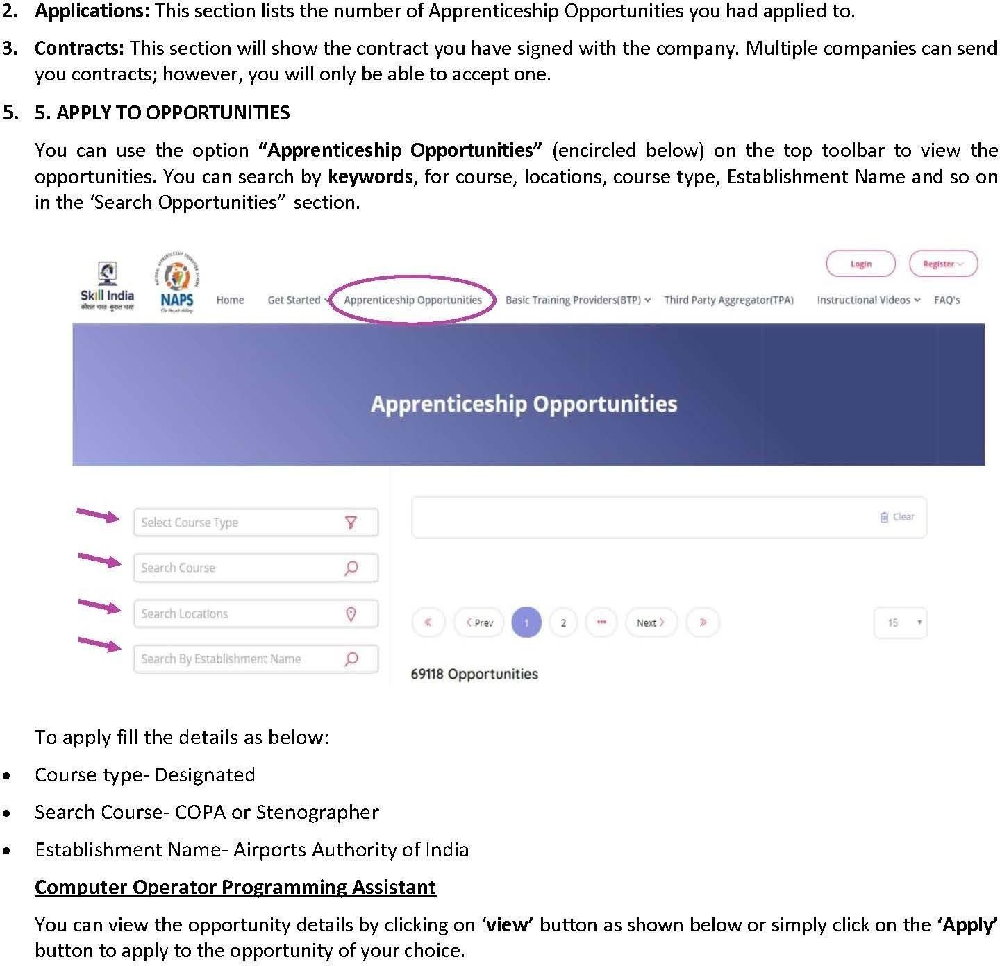 2. Applications: This section lists the number of Apprenticeship Opportunities you had applied to.
3. Contracts: This section will show the contract you have signed with the company. Multiple companies can send
you contracts; however, you will only be able to accept one.
5. 5. APPLY TO OPPORTUNITIES
You can use the option “Apprenticeship Opportunities” (encircled below) on the top toolbar to view the
opportunities. You can search by keywords, for course, locations, course type, Establishment Name and so on
in the ‘Search Opportunities” section.
Login
Register
Skill India
कौशल भारत-कुशल भारत
NATIONAL APPRENTICESHIP PROMOTION SCHEME
NAPS
On the job skilling
Home
Get Started
Apprenticeship Opportunities
Basic Training Providers(BTP)
Third Party Aggregator(TPA)
Instructional Videos
FAQ's
Apprenticeship Opportunities
Select Course Type
Clear
Search Course
Search Locations
« < Prev 1 2 ••• Next > »
15
Search By Establishment Name
69118 Opportunities
To apply fill the details as below:
• Course type- Designated
• Search Course- COPA or Stenographer
• Establishment Name- Airports Authority of India
Computer Operator Programming Assistant
You can view the opportunity details by clicking on ‘view’ button as shown below or simply click on the ‘Apply’
button to apply to the opportunity of your choice.